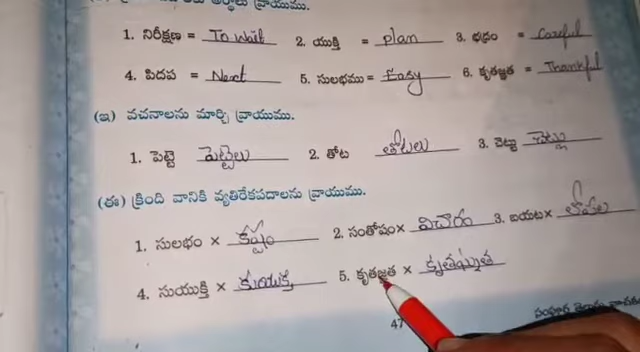 వ్రాయుము.
1. నిరీక్షణ = To Wait 2. యుక్తి = plan 3. భద్రం = Careful
4. పిదప = Next 5. సులభము = Easy 6. కృతజ్ఞత = Thankful
(ఇ) వచనాలను మార్చి వ్రాయుము.
1. పెట్టె పెట్టెలు 2. తోట తోటలు 3. చెట్టు చెట్లు
(ఈ) క్రింది వానికి వ్యతిరేకపదాలను వ్రాయుము.
1. సులభం × కష్టం 2. సంతోషం × విచారం 3. బయట × లోపల
4. సుయుక్తి × కుయుక్తి 5. కృతజ్ఞత × కృతఘ్నత
47